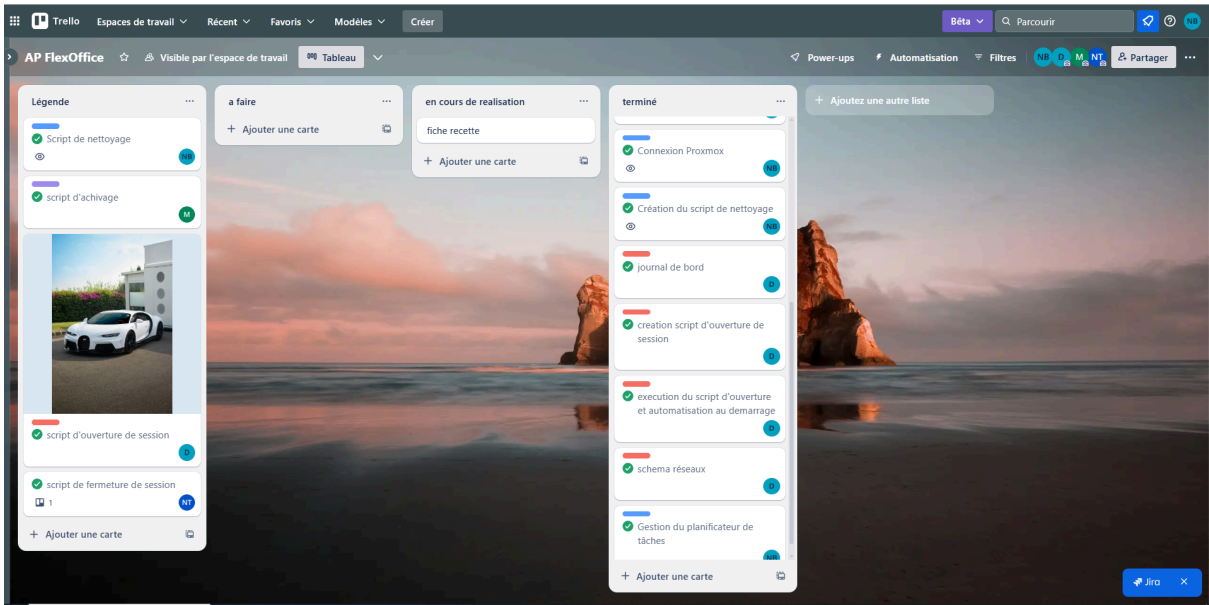 Trello Espaces de travail Récent Favoris Modèles Créer Bêta Parcourir NB
AP FlexOffice Visible par l'espace de travail Tableau Power-ups Automatisation Filtres NB D M NT Partager
Légende
Script de nettoyage
NB
script d'achivage
M
script d'ouverture de session
D
script de fermeture de session
1 NT
+ Ajouter une carte
a faire
+ Ajouter une carte
en cours de realisation
fiche recette
+ Ajouter une carte
terminé
Connexion Proxmox
NB
Création du script de nettoyage
NB
journal de bord
D
creation script d'ouverture de
session
D
execution du script d'ouverture
et automatisation au demarrage
D
schema réseaux
D
Gestion du planificateur de
tâches
NB
+ Ajouter une carte
+ Ajoutez une autre liste
Jira